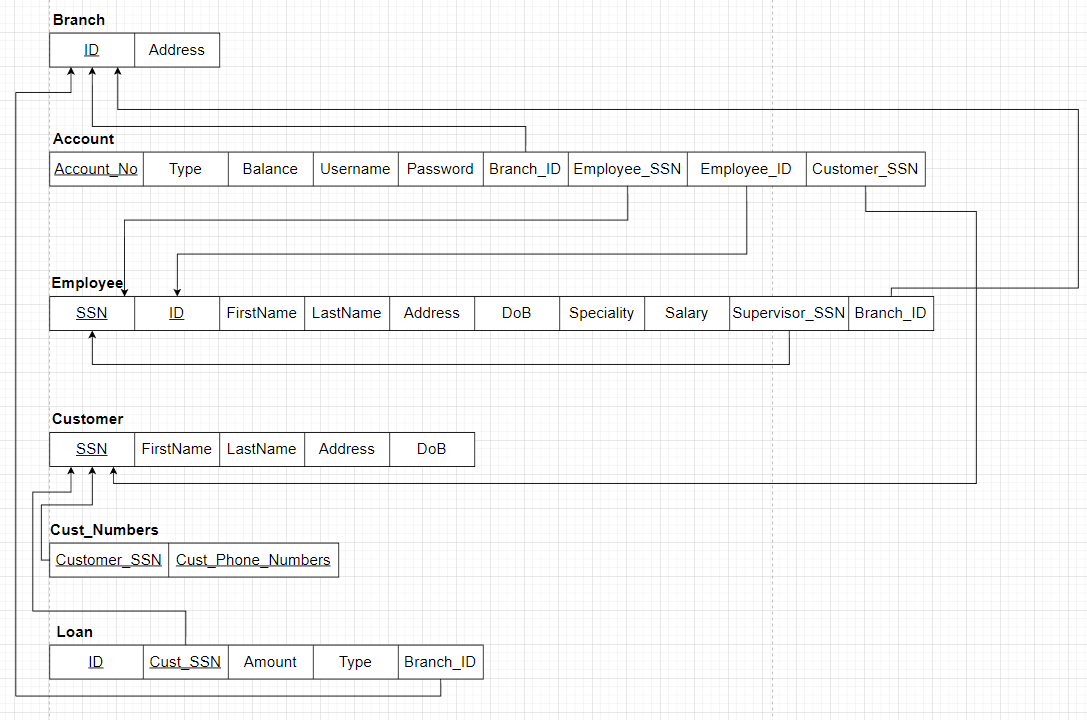 Branch
ID Address
Account
Account_No Type Balance Username Password Branch_ID Employee_SSN Employee_ID Customer_SSN
Employee
SSN ID FirstName LastName Address DoB Speciality Salary Supervisor_SSN Branch_ID
Customer
SSN FirstName LastName Address DoB
Cust_Numbers
Customer_SSN Cust_Phone_Numbers
Loan
ID Cust_SSN Amount Type Branch_ID